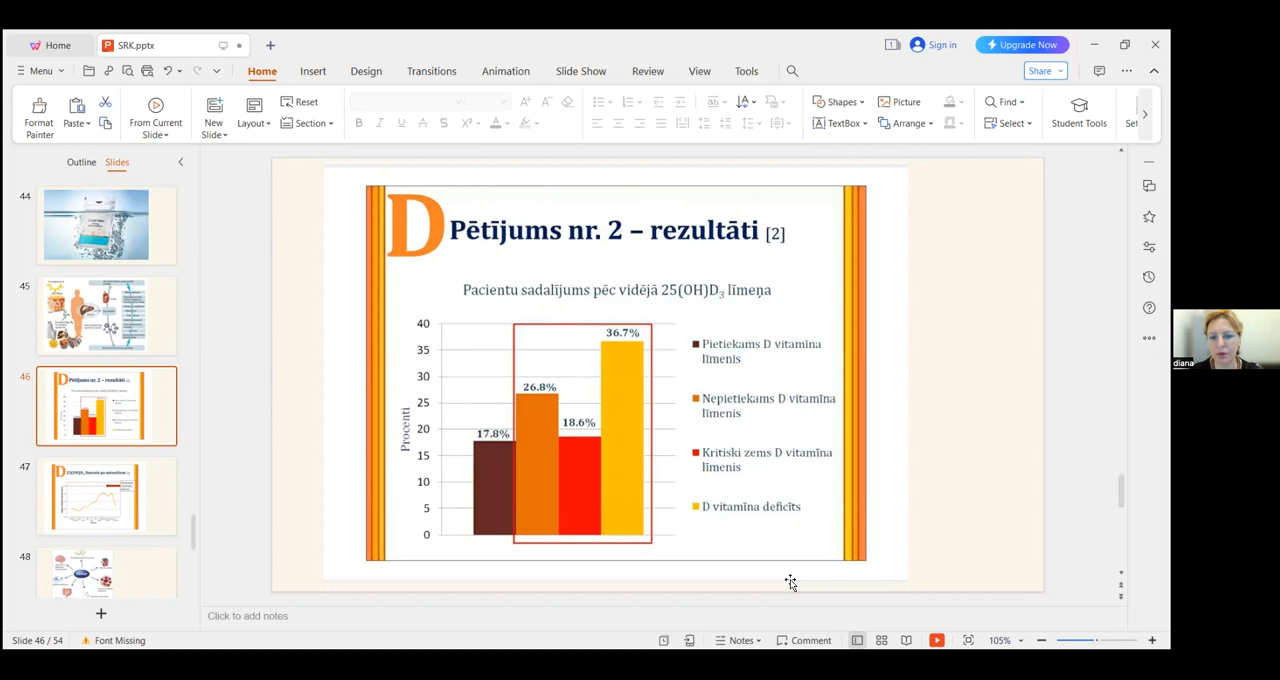 Home
SRK.pptx
Sign in
Upgrade Now
Menu
Home
Insert
Design
Transitions
Animation
Slide Show
Review
View
Tools
Share
Format Painter
Paste
From Current Slide
New Slide
Layout
Reset
Section
Shapes
Picture
TextBox
Arrange
Find
Select
Student Tools
Outline
Slides
44
45
46
47
48
D Pētījums nr. 2 – rezultāti [2]
Pacientu sadalījums pēc vidējā 25(OH)D₃ līmeņa
Procenti
40
35
30
25
20
15
10
5
0
17.8%
26.8%
18.6%
36.7%
Pietiekams D vitamīna
līmenis
Nepietiekams D vitamīna
līmenis
Kritiski zems D vitamīna
līmenis
D vitamīna deficīts
diana
Click to add notes
Slide 46 / 54
Font Missing
Notes
Comment
105%